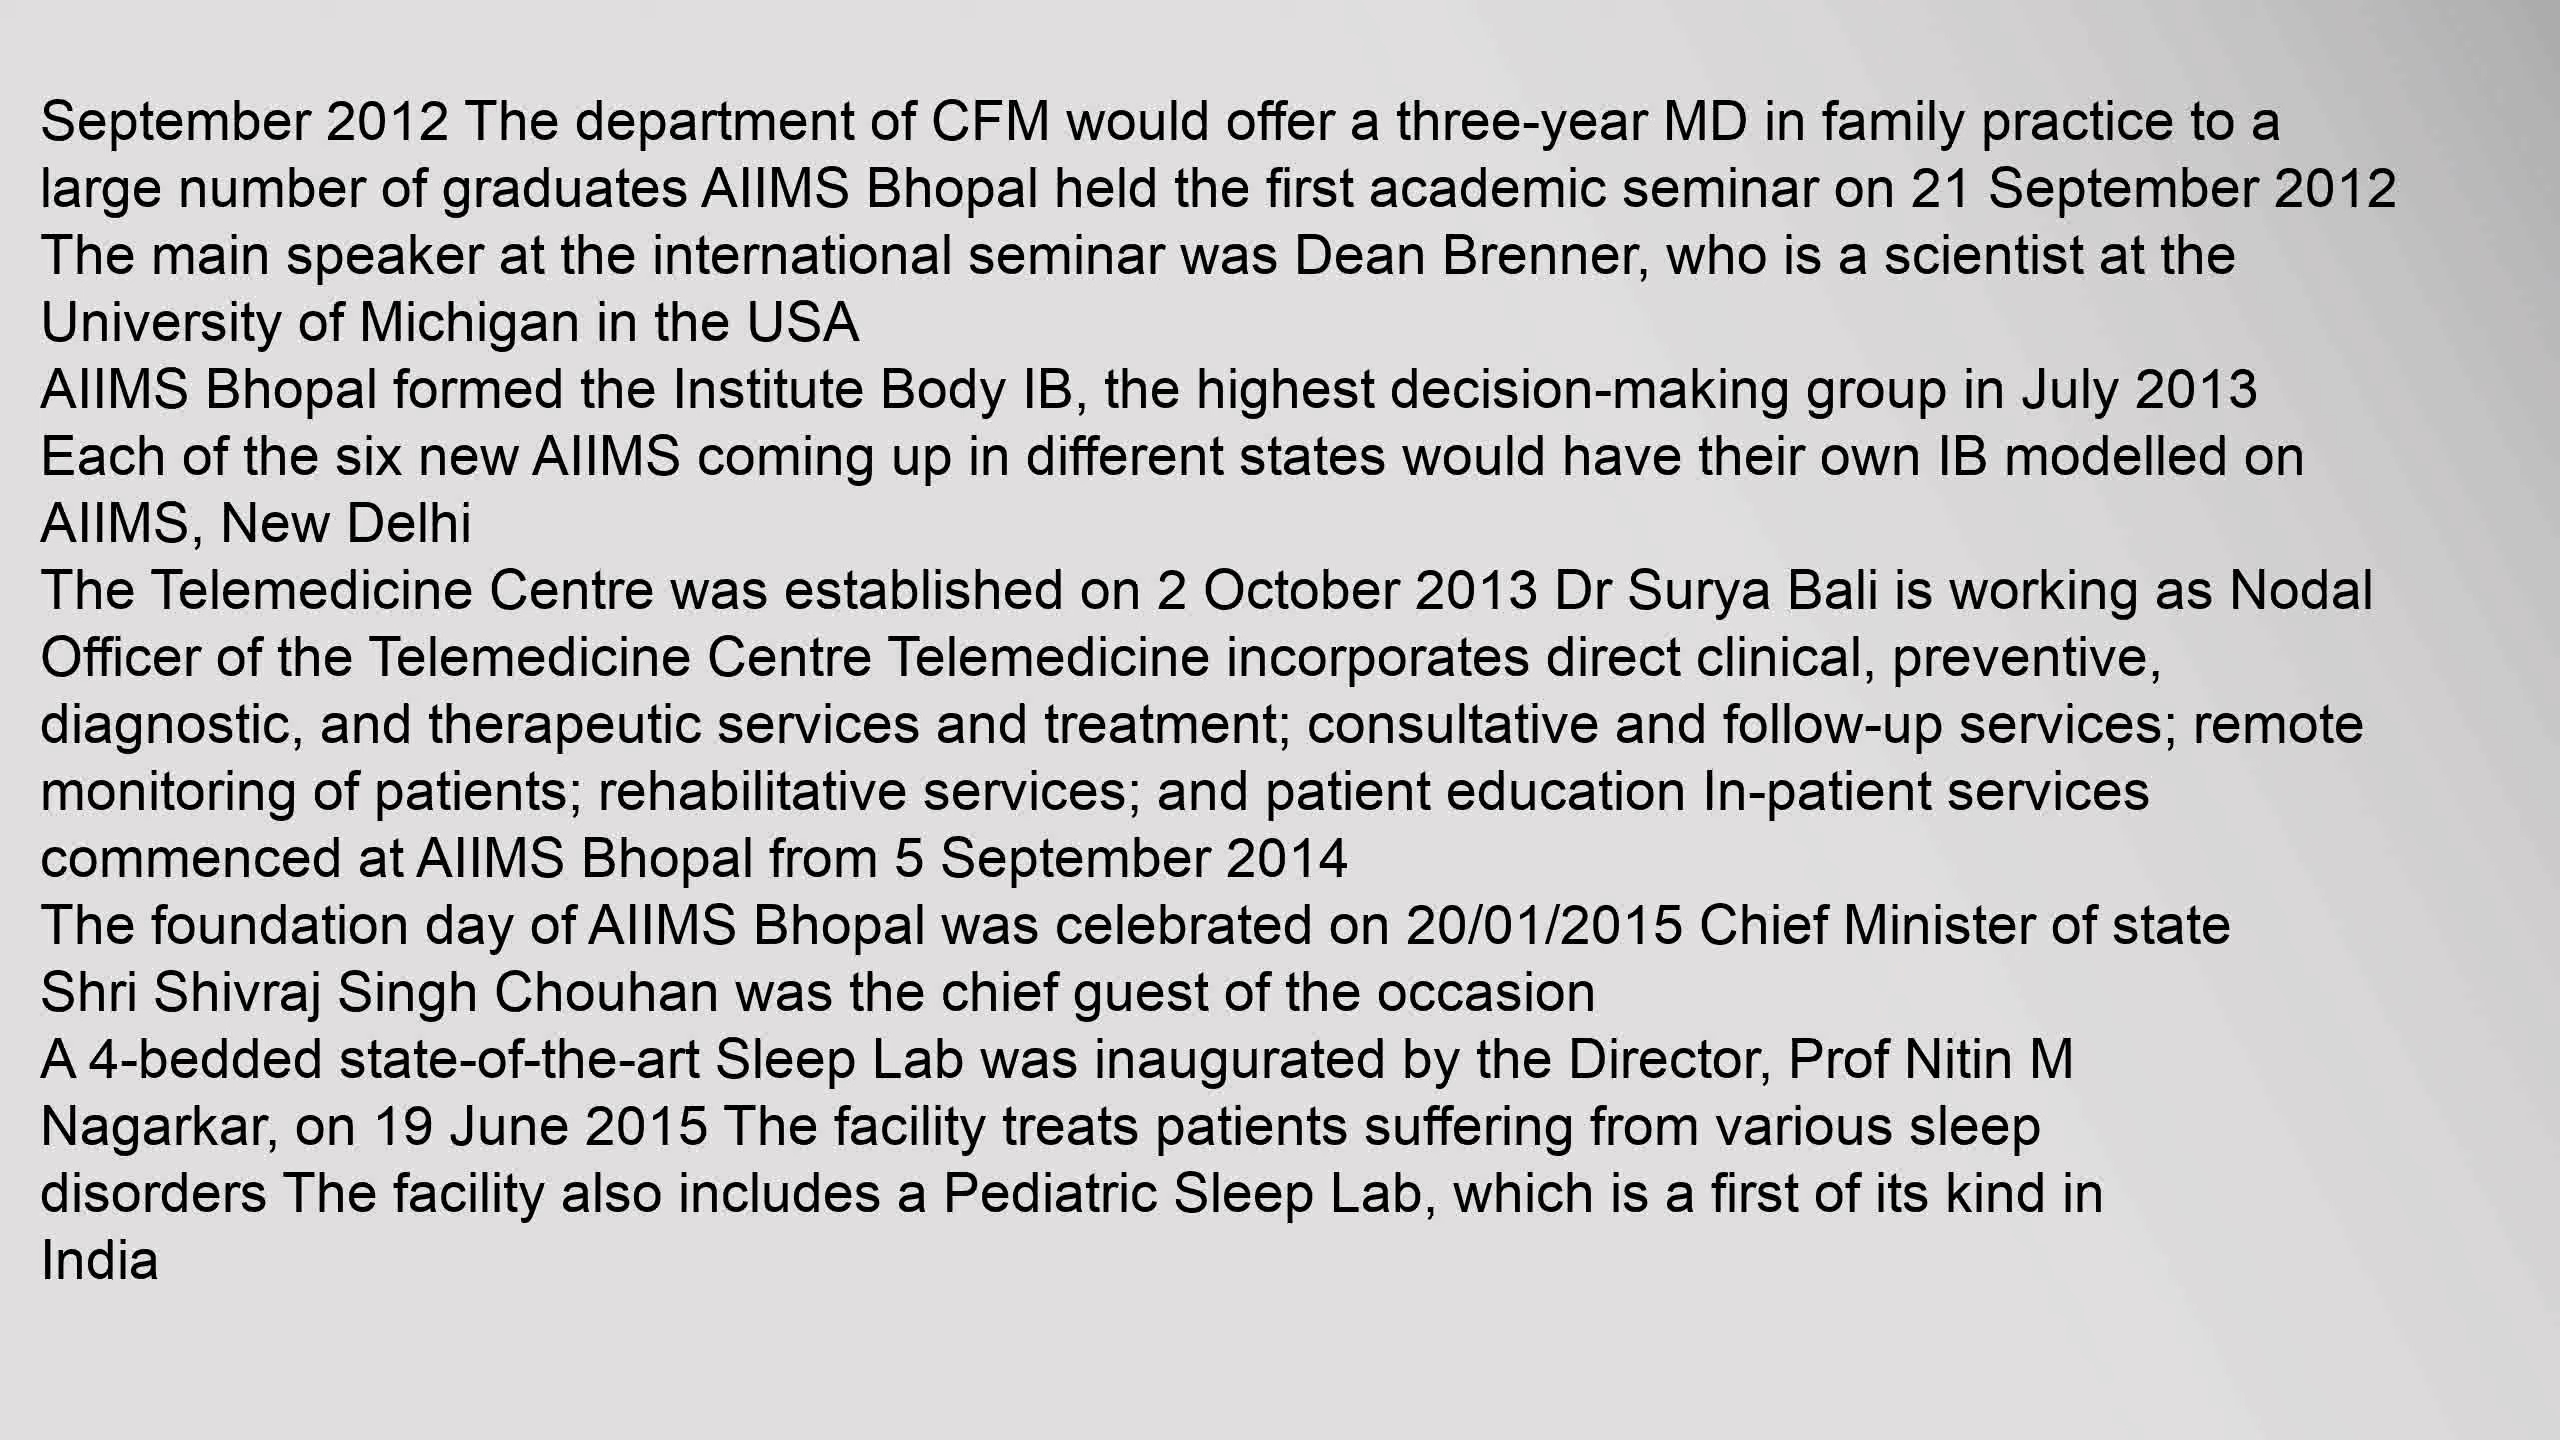 September 2012 The department of CFM would offer a three-year MD in family practice to a
large number of graduates AIIMS Bhopal held the first academic seminar on 21 September 2012
The main speaker at the international seminar was Dean Brenner, who is a scientist at the
University of Michigan in the USA
AIIMS Bhopal formed the Institute Body IB, the highest decision-making group in July 2013
Each of the six new AIIMS coming up in different states would have their own IB modelled on
AIIMS, New Delhi
The Telemedicine Centre was established on 2 October 2013 Dr Surya Bali is working as Nodal
Officer of the Telemedicine Centre Telemedicine incorporates direct clinical, preventive,
diagnostic, and therapeutic services and treatment; consultative and follow-up services; remote
monitoring of patients; rehabilitative services; and patient education In-patient services
commenced at AIIMS Bhopal from 5 September 2014
The foundation day of AIIMS Bhopal was celebrated on 20/01/2015 Chief Minister of state
Shri Shivraj Singh Chouhan was the chief guest of the occasion
A 4-bedded state-of-the-art Sleep Lab was inaugurated by the Director, Prof Nitin M
Nagarkar, on 19 June 2015 The facility treats patients suffering from various sleep
disorders The facility also includes a Pediatric Sleep Lab, which is a first of its kind in
India